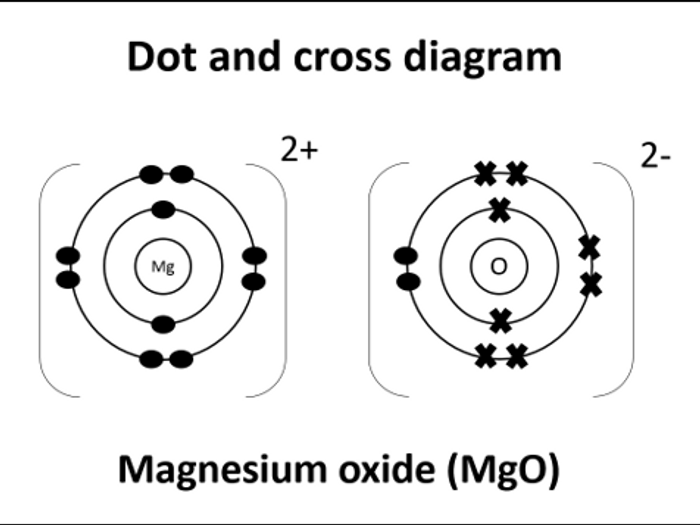 Dot and cross diagram
2+
2-
Mg
O
Magnesium oxide (MgO)